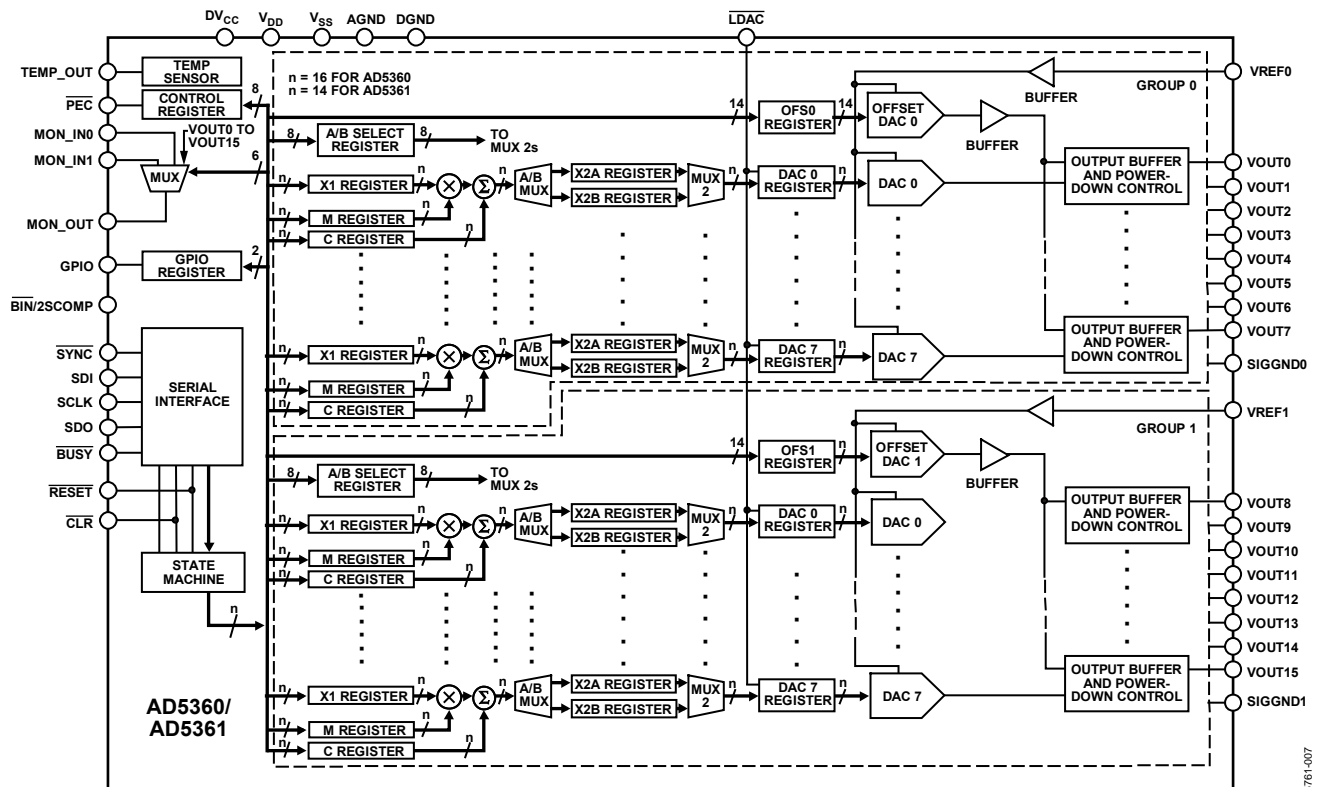 DVCC
VDD
VSS
AGND
DGND
LDAC
TEMP_OUT
TEMP
SENSOR
PEC
CONTROL
REGISTER
8
MON_IN0
MON_IN1
VOUT0 TO
VOUT15
MUX
6
MON_OUT
GPIO
GPIO
REGISTER
2
BIN/2SCOMP
SYNC
SDI
SCLK
SDO
BUSY
RESET
CLR
SERIAL
INTERFACE
STATE
MACHINE
n
AD5360/
AD5361
n = 16 FOR AD5360
n = 14 FOR AD5361
14
OFS0
REGISTER
14
OFFSET
DAC 0
BUFFER
BUFFER
GROUP 0
VREF0
8
A/B SELECT
REGISTER
8
TO
MUX 2s
n
X1 REGISTER
n
×
Σ
n
A/B
MUX
X2A REGISTER
X2B REGISTER
MUX
2
n
DAC 0
REGISTER
n
DAC 0
OUTPUT BUFFER
AND POWER-
DOWN CONTROL
n
M REGISTER
n
n
C REGISTER
n
VOUT0
VOUT1
VOUT2
VOUT3
VOUT4
VOUT5
VOUT6
VOUT7
SIGGND0
n
X1 REGISTER
n
×
Σ
n
A/B
MUX
X2A REGISTER
X2B REGISTER
MUX
2
n
DAC 7
REGISTER
n
DAC 7
OUTPUT BUFFER
AND POWER-
DOWN CONTROL
n
M REGISTER
n
n
C REGISTER
n
VREF1
GROUP 1
14
OFS1
REGISTER
n
OFFSET
DAC 1
BUFFER
8
A/B SELECT
REGISTER
8
TO
MUX 2s
n
X1 REGISTER
n
×
Σ
n
A/B
MUX
X2A REGISTER
X2B REGISTER
MUX
2
n
DAC 0
REGISTER
n
DAC 0
OUTPUT BUFFER
AND POWER-
DOWN CONTROL
n
M REGISTER
n
n
C REGISTER
n
VOUT8
VOUT9
VOUT10
VOUT11
VOUT12
VOUT13
VOUT14
VOUT15
SIGGND1
n
X1 REGISTER
n
×
Σ
n
A/B
MUX
X2A REGISTER
X2B REGISTER
MUX
2
n
DAC 7
REGISTER
n
DAC 7
OUTPUT BUFFER
AND POWER-
DOWN CONTROL
n
M REGISTER
n
n
C REGISTER
n